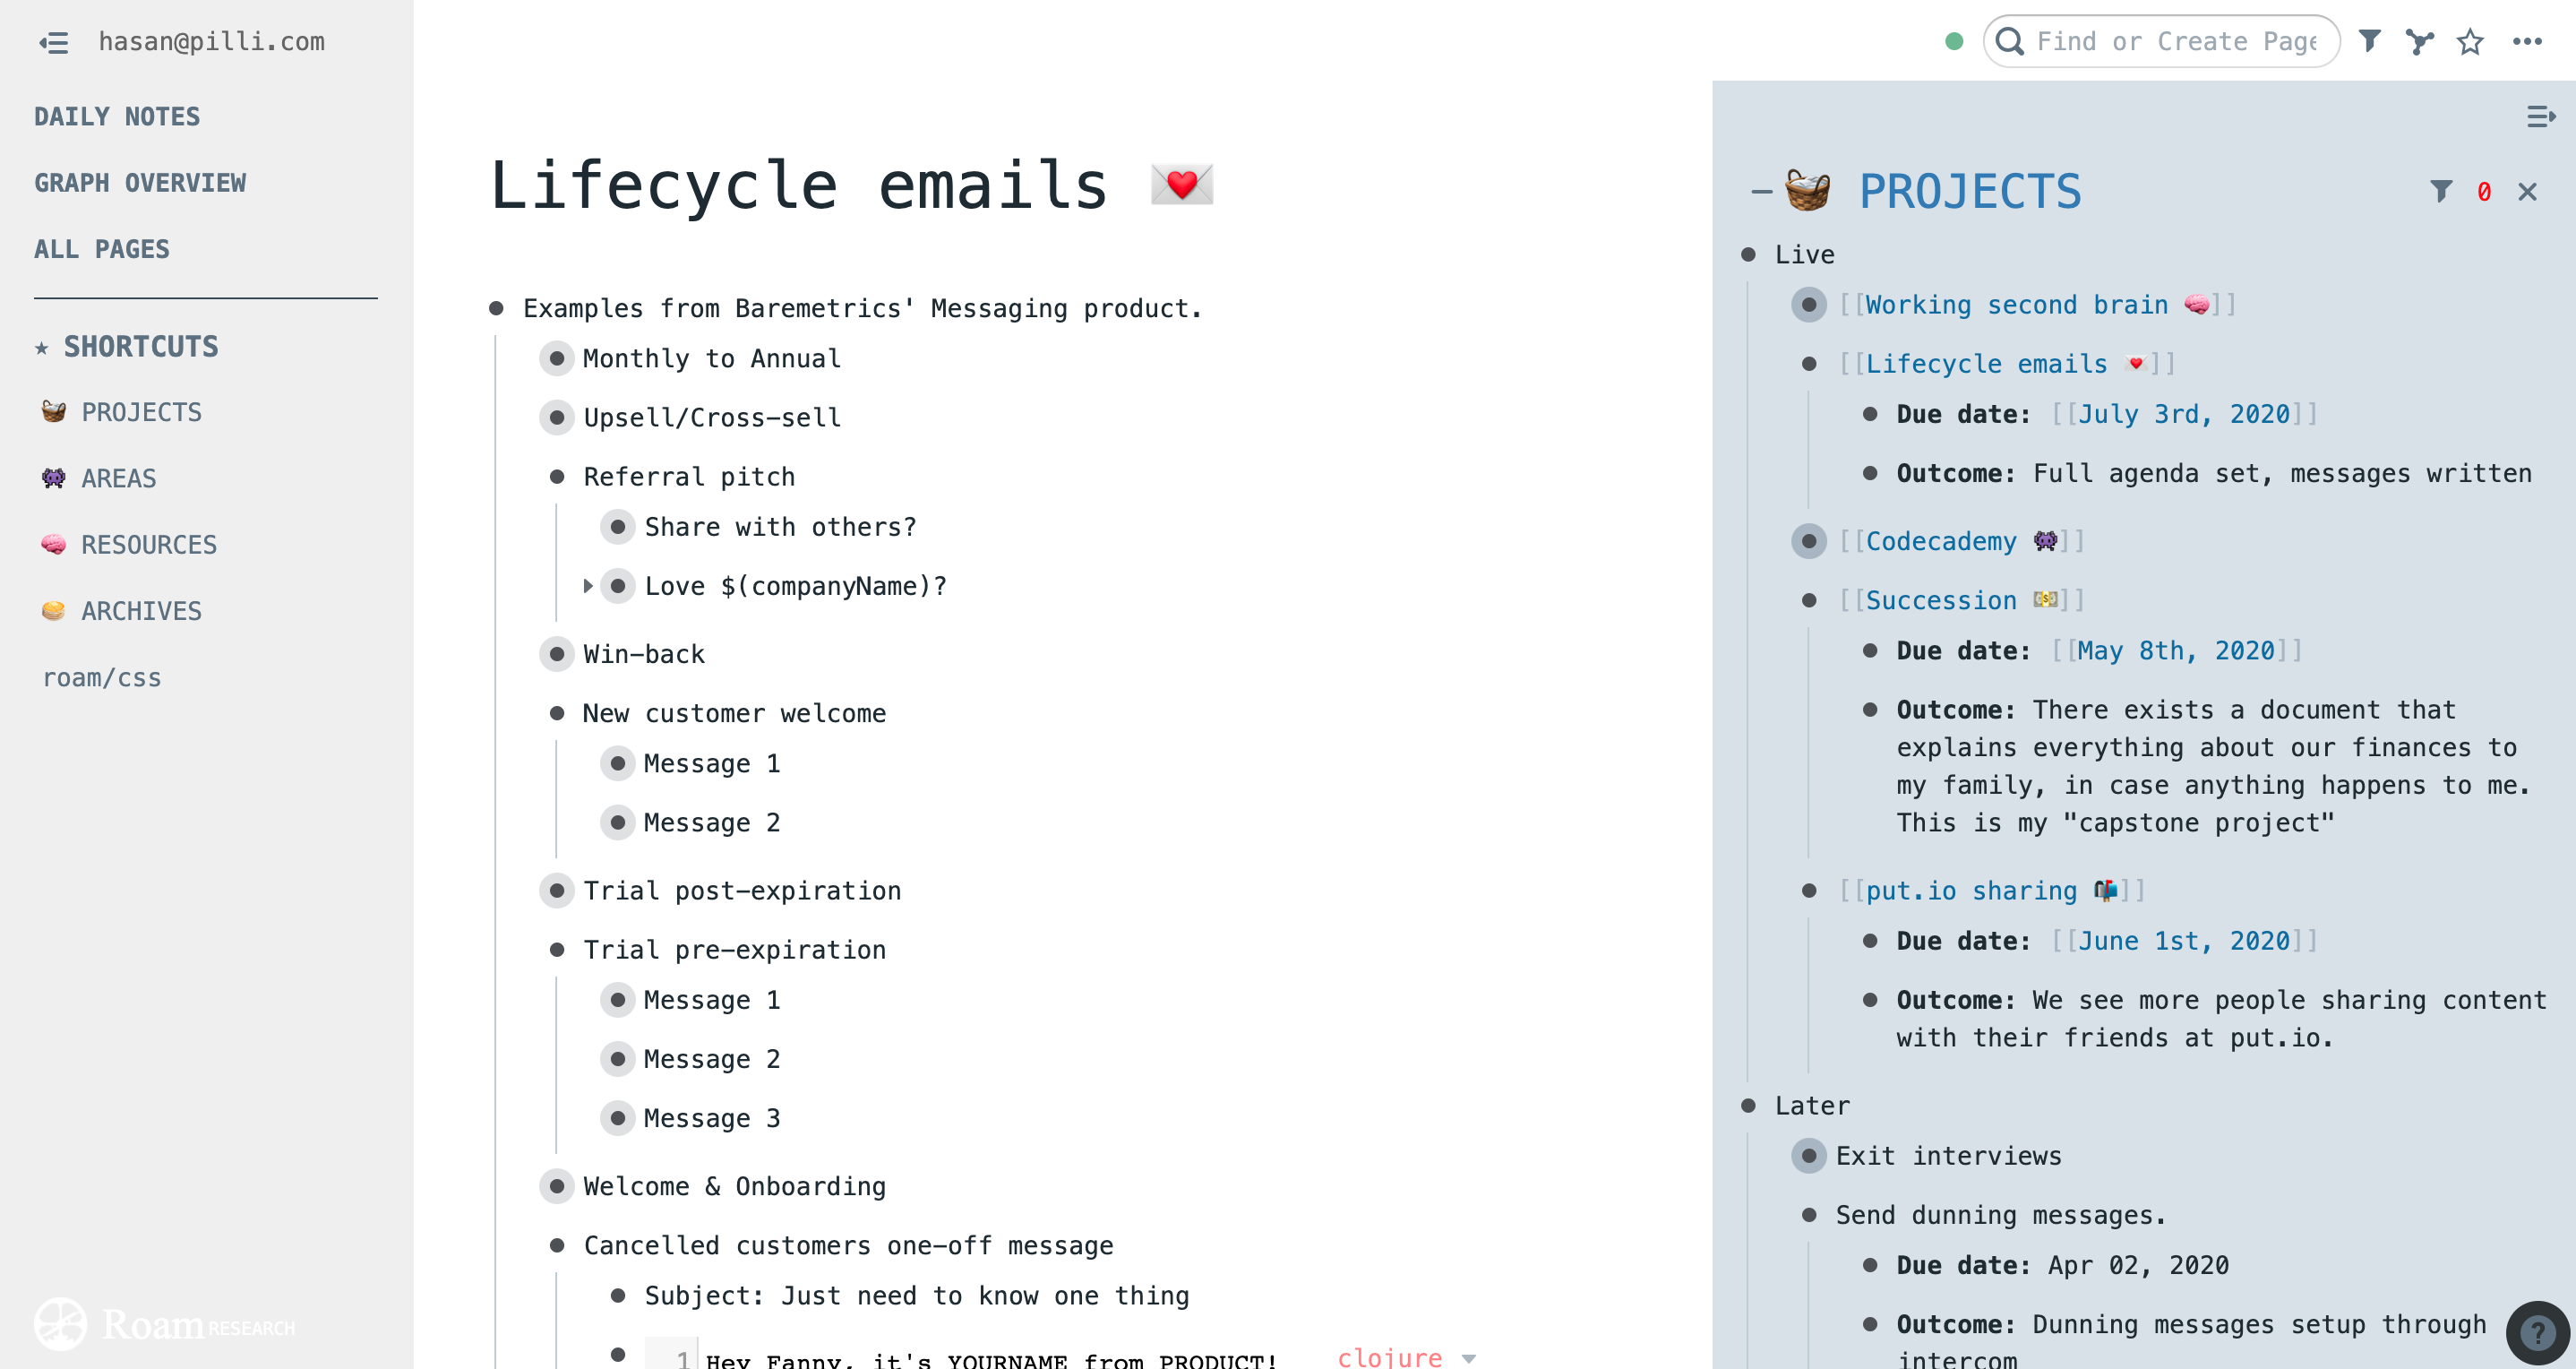 hasan@pilli.com
DAILY NOTES
GRAPH OVERVIEW
ALL PAGES
★ SHORTCUTS
PROJECTS
AREAS
RESOURCES
ARCHIVES
roam/css
Roam RESEARCH
Lifecycle emails 💌
Examples from Baremetrics' Messaging product.
Monthly to Annual
Upsell/Cross-sell
Referral pitch
Share with others?
Love $(companyName)?
Win-back
New customer welcome
Message 1
Message 2
Trial post-expiration
Trial pre-expiration
Message 1
Message 2
Message 3
Welcome & Onboarding
Cancelled customers one-off message
Subject: Just need to know one thing
1 Hey Fanny, it's YOURNAME from PRODUCT!
clojure
Find or Create Page
PROJECTS
0
Live
[[Working second brain 🧠]]
[[Lifecycle emails 💌]]
Due date: [[July 3rd, 2020]]
Outcome: Full agenda set, messages written
[[Codecademy 👾]]
[[Succession 💵]]
Due date: [[May 8th, 2020]]
Outcome: There exists a document that
explains everything about our finances to
my family, in case anything happens to me.
This is my "capstone project"
[[put.io sharing 📬]]
Due date: [[June 1st, 2020]]
Outcome: We see more people sharing content
with their friends at put.io.
Later
Exit interviews
Send dunning messages.
Due date: Apr 02, 2020
Outcome: Dunning messages setup through
intercom
?